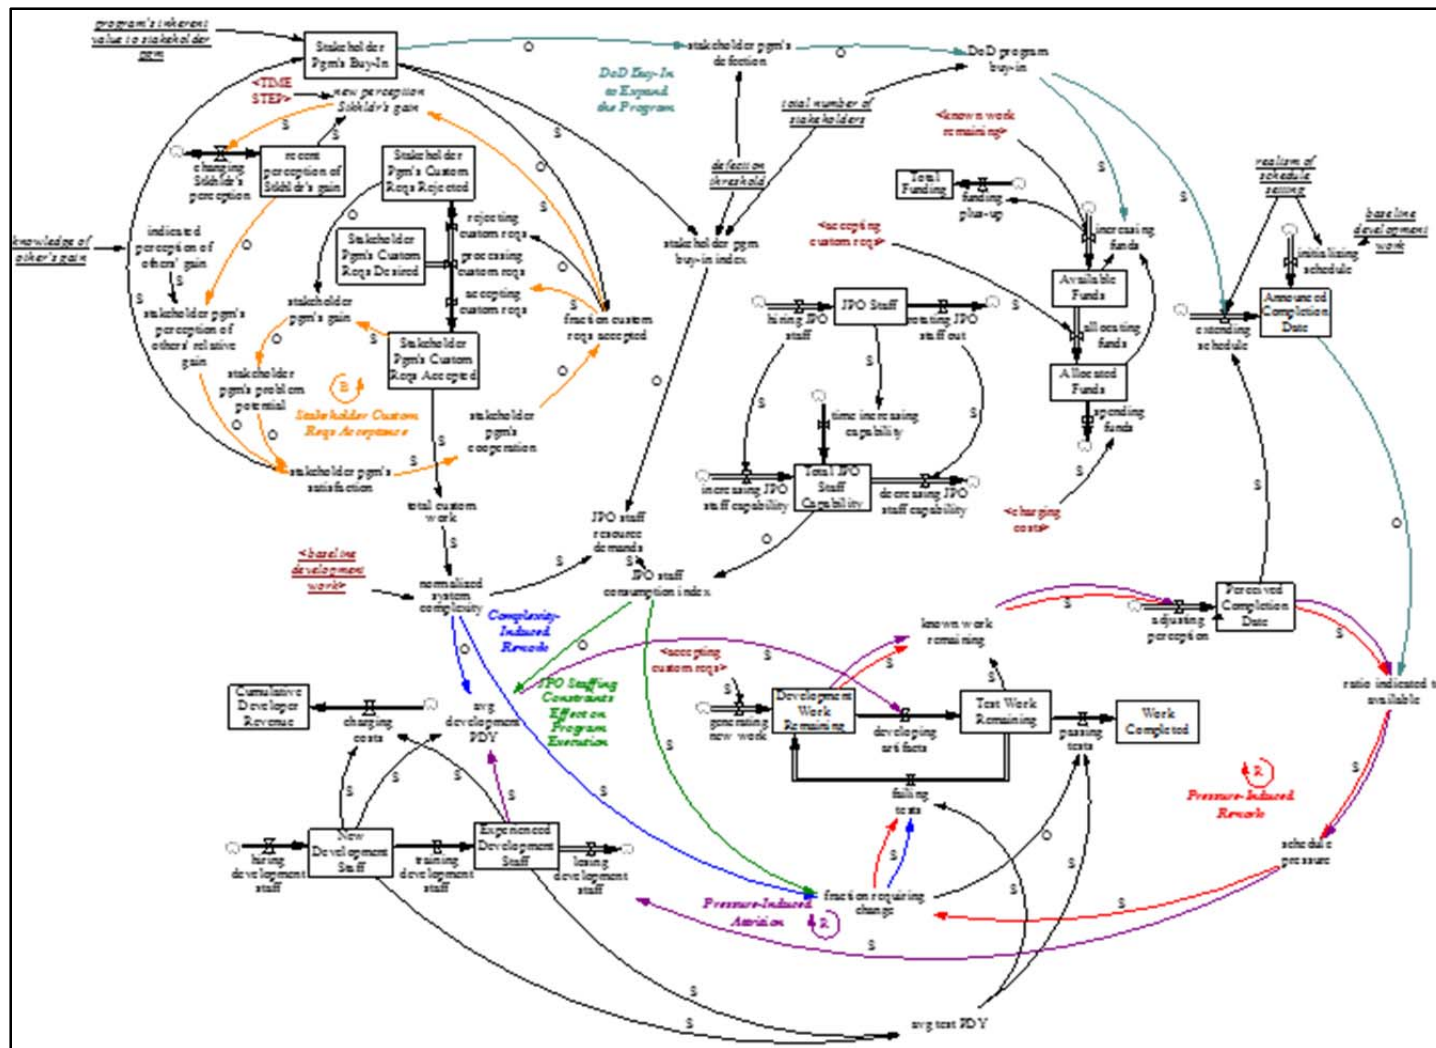 program's inherent
value to stakeholder
pgm
Stakeholder
Pgm's Buy-In
O
stakeholder pgm's
defection
O
DoD program
buy-in
DoD Buy-In
to Expand
the Program
<TIME
STEP>
new perception
Stkhldr's gain
S
S
changing
Stkhldr's
perception
recent
perception of
Stkhldr's gain
Stakeholder
Pgm's Custom
Reqs Rejected
O
S
total number of
stakeholders
<known work
remaining>
defection
threshold
Total
Funding
funding
plus-up
S
realism of
schedule
setting
knowledge of
other's gain
indicated
perception of
others' gain
S
O
O
rejecting
custom reqs
Stakeholder
Pgm's Custom
Reqs Desired
processing
custom reqs
O
accepting
custom reqs
stakeholder pgm
buy-in index
<accepting
custom reqs>
increasing
funds
baseline
development
work
initializing
schedule
S
stakeholder pgm's
perception of
others' relative
gain
stakeholder
pgm's gain
S
fraction custom
reqs accepted
hiring JPO
staff
JPO Staff
rotating JPO
staff out
S
Available
Funds
allocating
funds
extending
schedule
Announced
Completion
Date
O
Stakeholder
Pgm's Custom
Reqs Accepted
O
O
stakeholder
pgm's problem
potential
B
Stakeholder Custom
Reqs Acceptance
stakeholder
pgm's
cooperation
S
S
S
Allocated
Funds
spending
funds
O
O
S
S
time increasing
capability
stakeholder pgm's
satisfaction
increasing JPO
staff capability
Total JPO
Staff
Capability
decreasing JPO
staff capability
S
S
total custom
work
<charging
costs>
O
JPO staff
resource
demands
O
S
<baseline
development
work>
normalized
system
complexity
S
S
JPO staff
consumption index
Complexity-
Induced
Rework
known work
remaining
S
adjusting
perception
Perceived
Completion
Date
S
O
O
<accepting
custom reqs>
S
S
S
ratio indicated to
available
Cumulative
Developer
Revenue
charging
costs
avg
development
PDY
JPO Staffing
Constraints
Effect on
Program
Execution
generating
new work
Development
Work
Remaining
developing
artifacts
Test Work
Remaining
passing
tests
Work
Completed
S
S
S
S
S
S
failing
tests
R
Pressure-Induced
Rework
S
New
Development
Staff
hiring
development
staff
training
development
staff
Experienced
Development
Staff
losing
development
staff
S
O
S
S
schedule
pressure
fraction requiring
change
Pressure-Induced
Attrition
R
S
S
S
S
avg test PDY